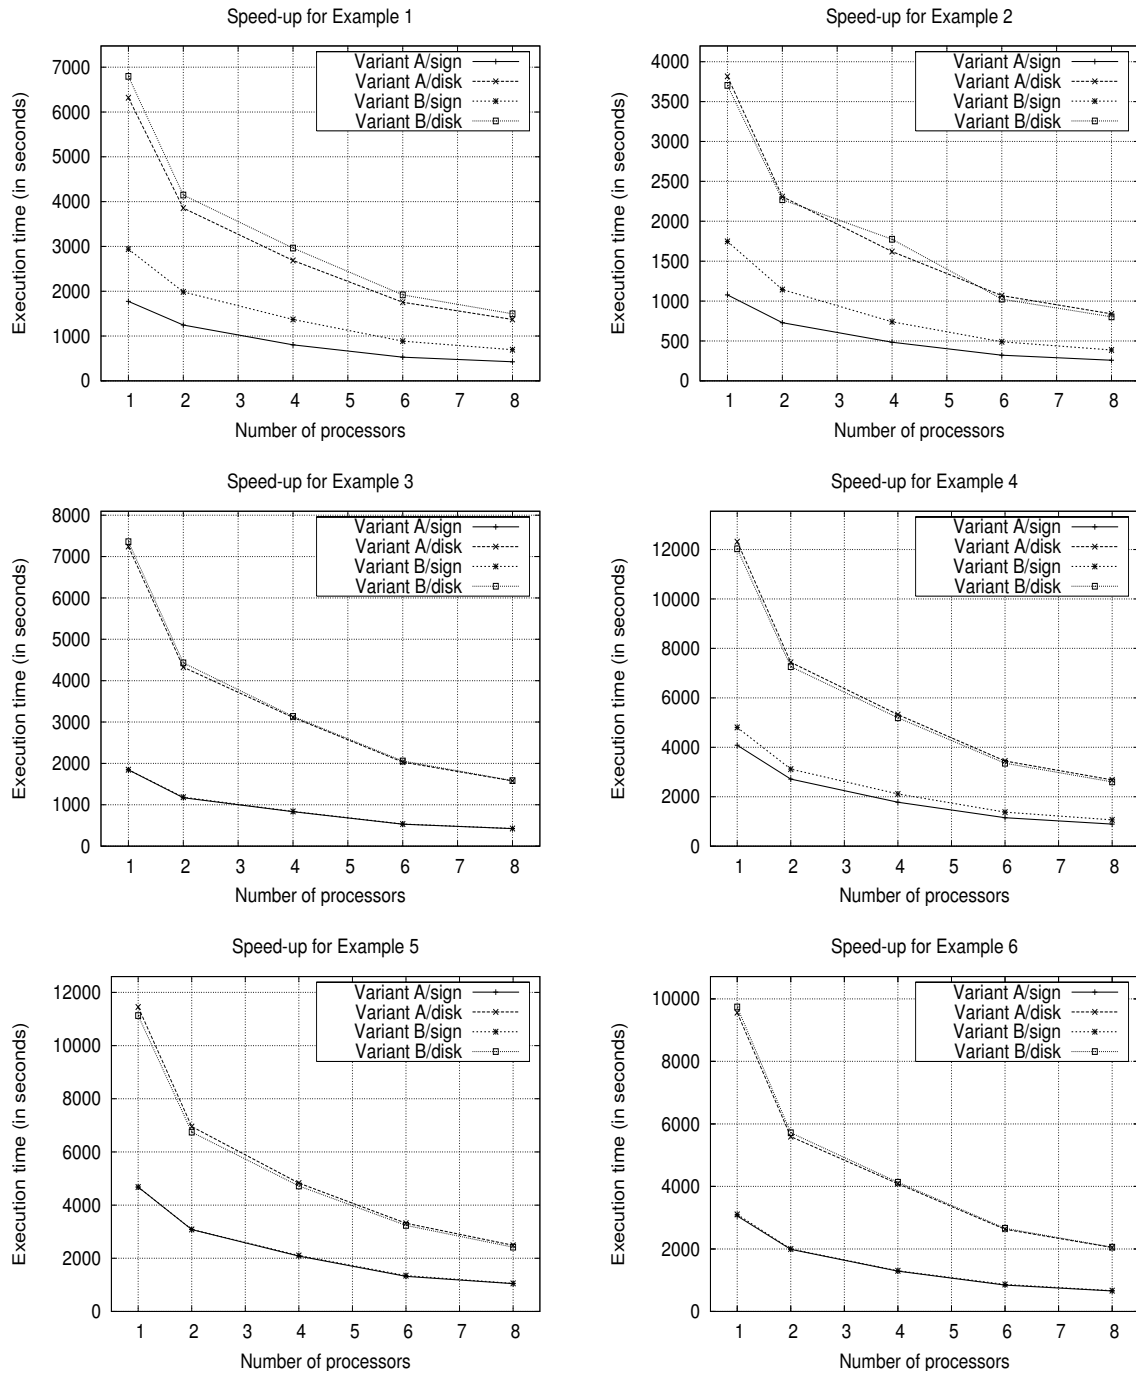 Speed-up for Example 1
Execution time (in seconds)
7000
6000
5000
4000
3000
2000
1000
0
Variant A/sign
Variant A/disk
Variant B/sign
Variant B/disk
1 2 3 4 5 6 7 8
Number of processors
Speed-up for Example 2
Execution time (in seconds)
4000
3500
3000
2500
2000
1500
1000
500
0
Variant A/sign
Variant A/disk
Variant B/sign
Variant B/disk
1 2 3 4 5 6 7 8
Number of processors
Speed-up for Example 3
Execution time (in seconds)
8000
7000
6000
5000
4000
3000
2000
1000
0
Variant A/sign
Variant A/disk
Variant B/sign
Variant B/disk
1 2 3 4 5 6 7 8
Number of processors
Speed-up for Example 4
Execution time (in seconds)
12000
10000
8000
6000
4000
2000
0
Variant A/sign
Variant A/disk
Variant B/sign
Variant B/disk
1 2 3 4 5 6 7 8
Number of processors
Speed-up for Example 5
Execution time (in seconds)
12000
10000
8000
6000
4000
2000
0
Variant A/sign
Variant A/disk
Variant B/sign
Variant B/disk
1 2 3 4 5 6 7 8
Number of processors
Speed-up for Example 6
Execution time (in seconds)
10000
8000
6000
4000
2000
0
Variant A/sign
Variant A/disk
Variant B/sign
Variant B/disk
1 2 3 4 5 6 7 8
Number of processors